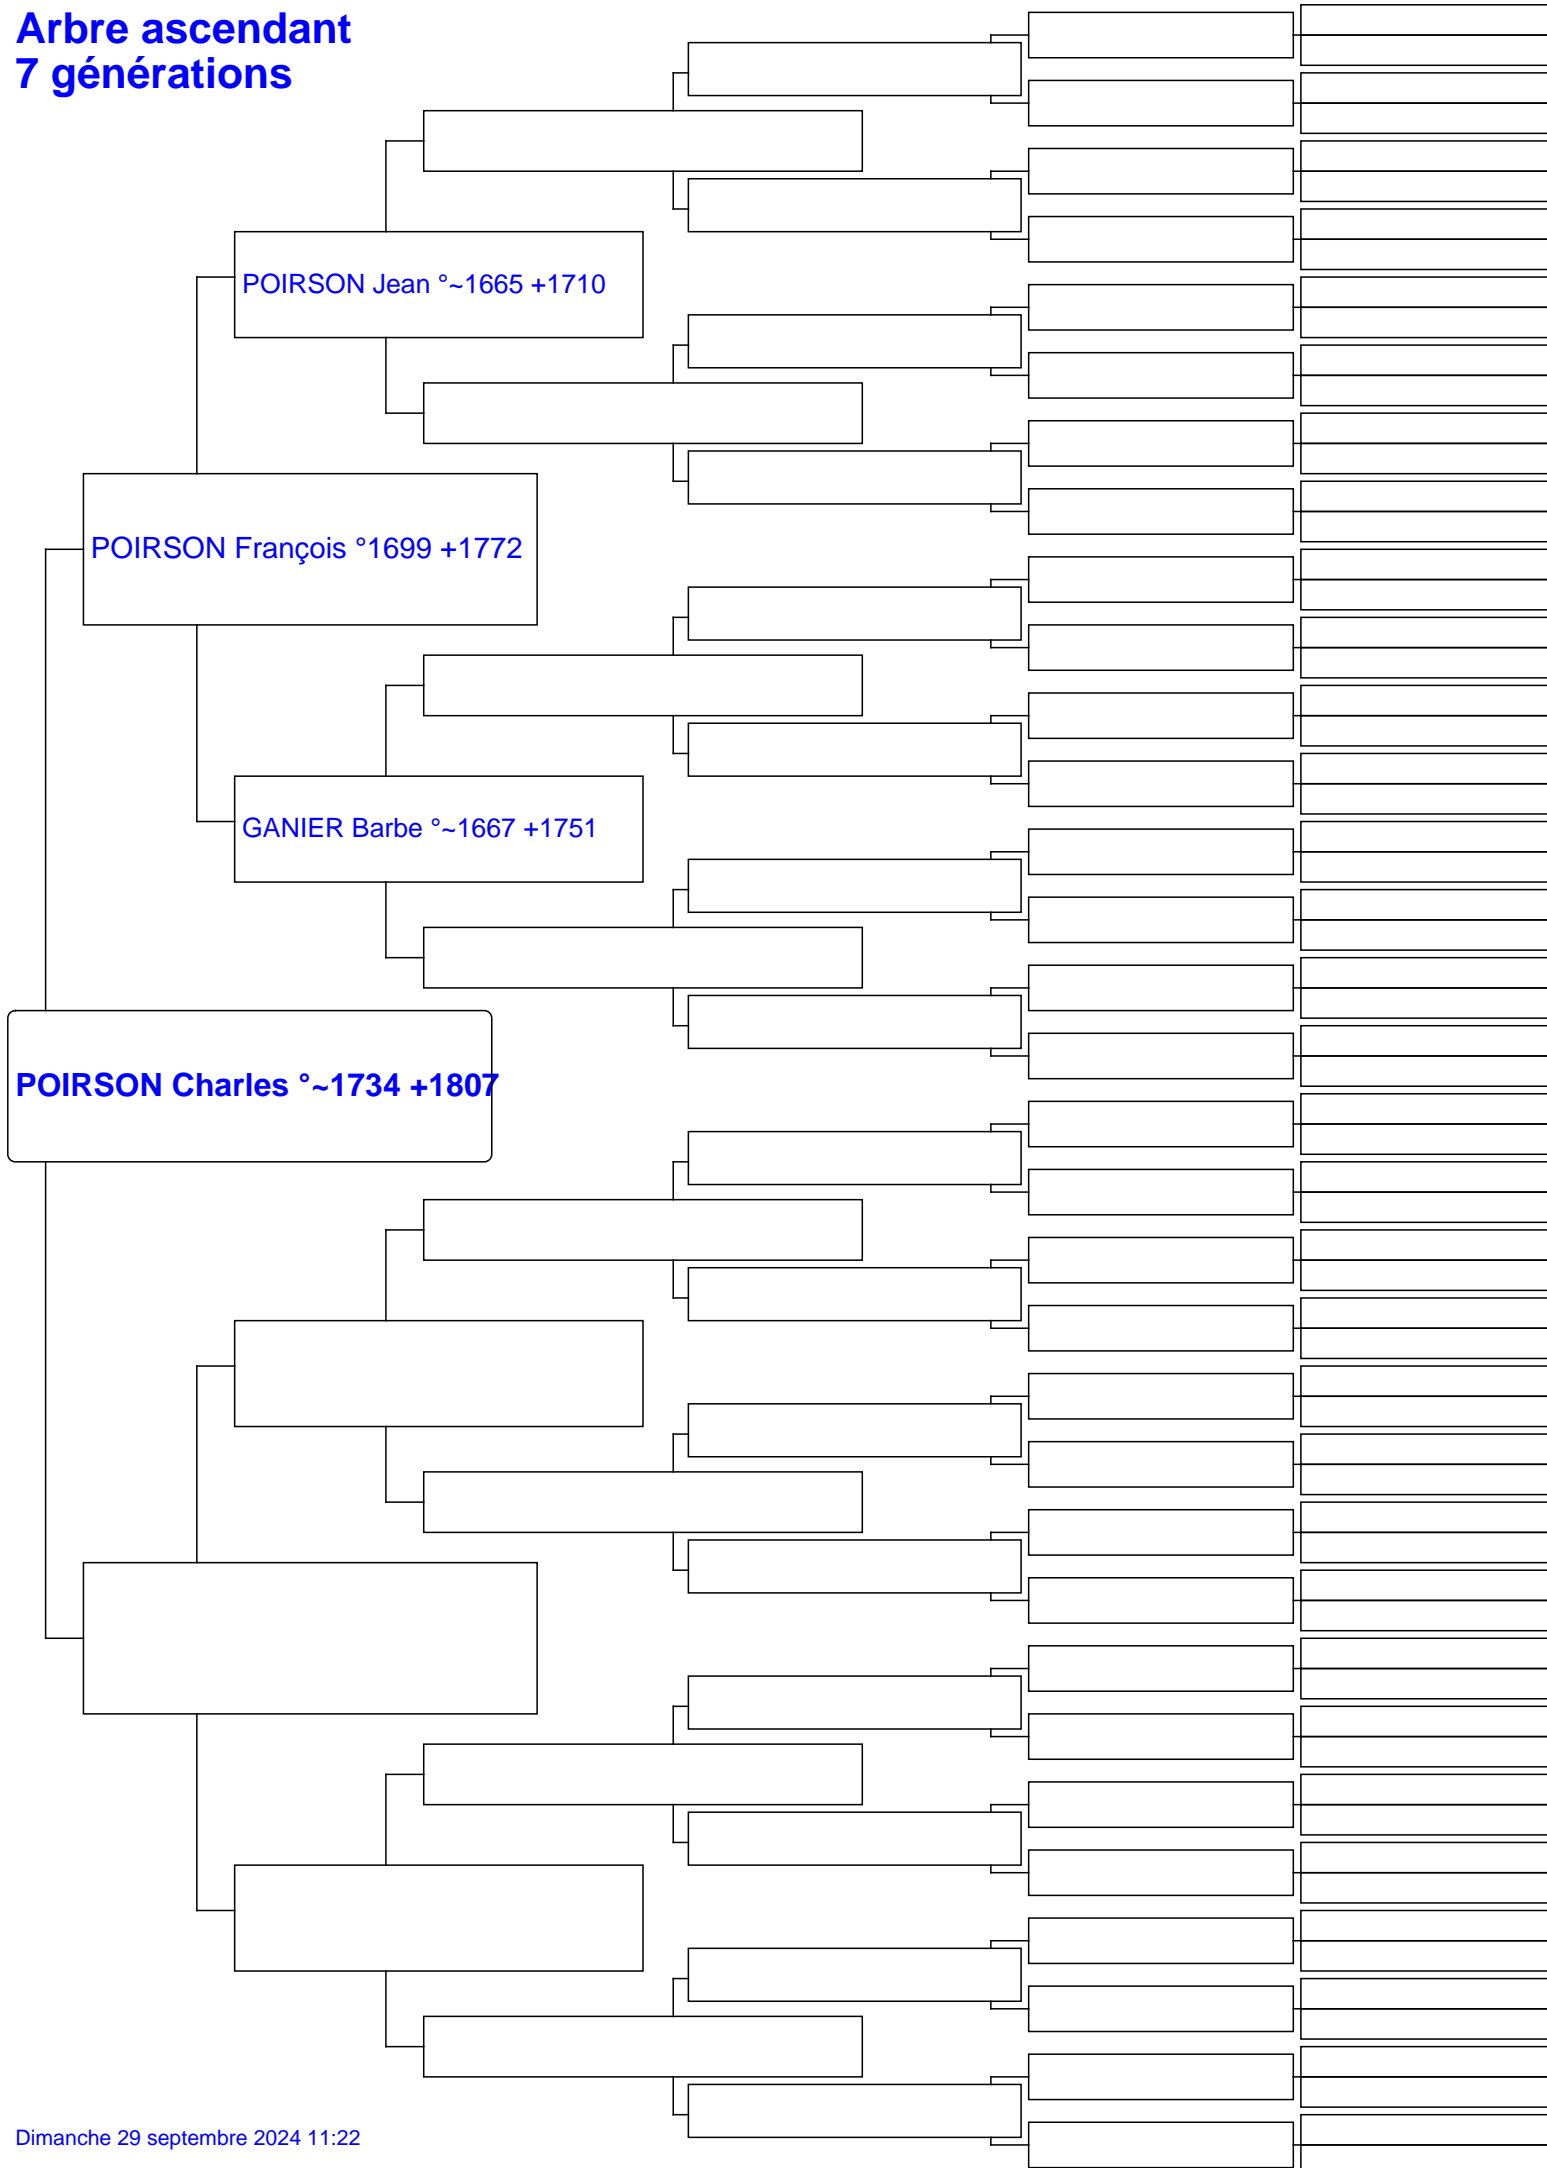 Arbre ascendant
7 générations
POIRSON Jean °~1665 +1710
POIRSON François °1699 +1772
GANIER Barbe °~1667 +1751
POIRSON Charles °~1734 +1807
Dimanche 29 septembre 2024 11:22